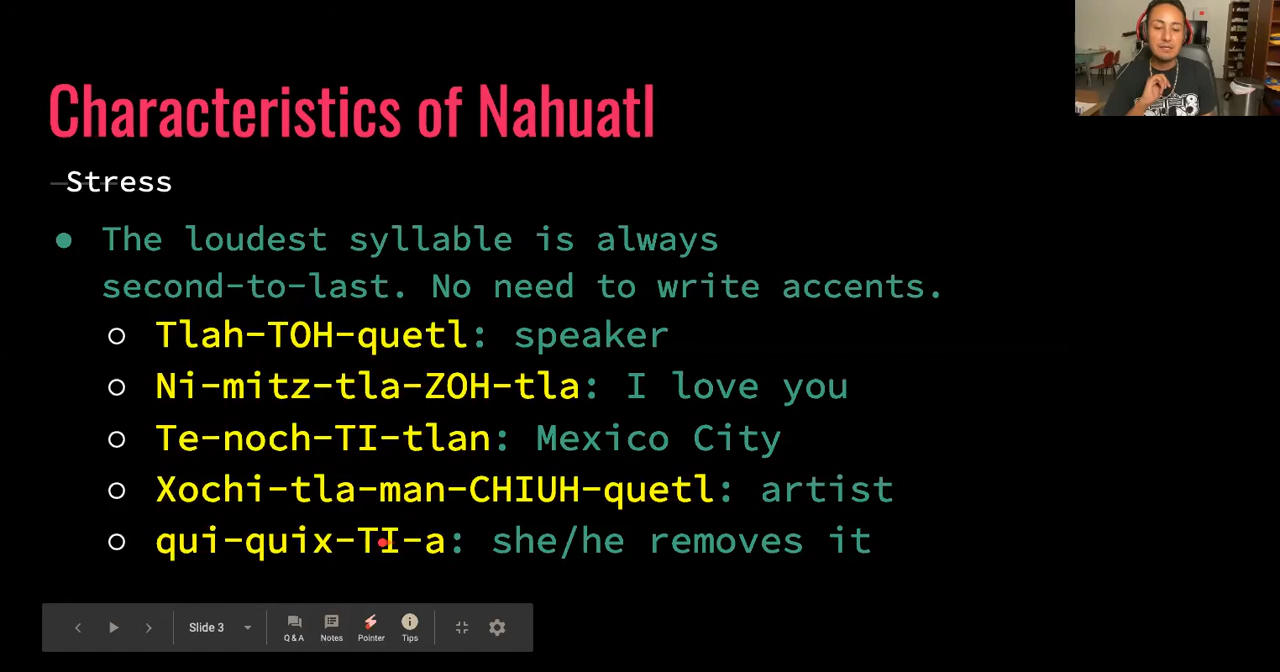 Characteristics of Nahuatl
Stress
The loudest syllable is always
second-to-last. No need to write accents.
Tlah-TOH-quetl: speaker
Ni-mitz-tla-ZOH-tla: I love you
Te-noch-TI-tlan: Mexico City
Xochi-tla-man-CHIUH-quetl: artist
qui-quix-TI-a: she/he removes it
Slide 3
Q&A Notes Pointer Tips